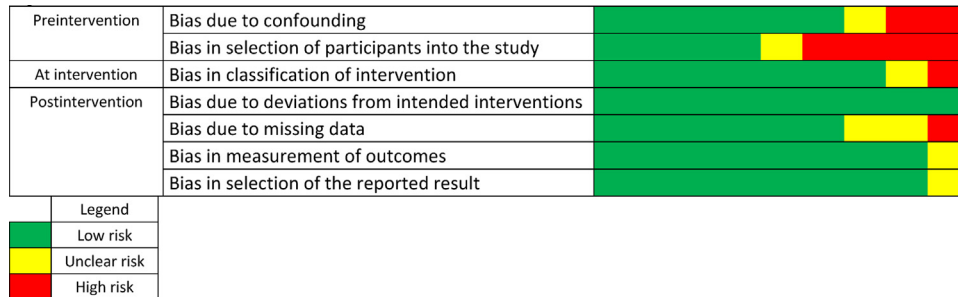 Preintervention
Bias due to confounding
Bias in selection of participants into the study
At intervention
Bias in classification of intervention
Postintervention
Bias due to deviations from intended interventions
Bias due to missing data
Bias in measurement of outcomes
Bias in selection of the reported result
Legend
Low risk
Unclear risk
High risk